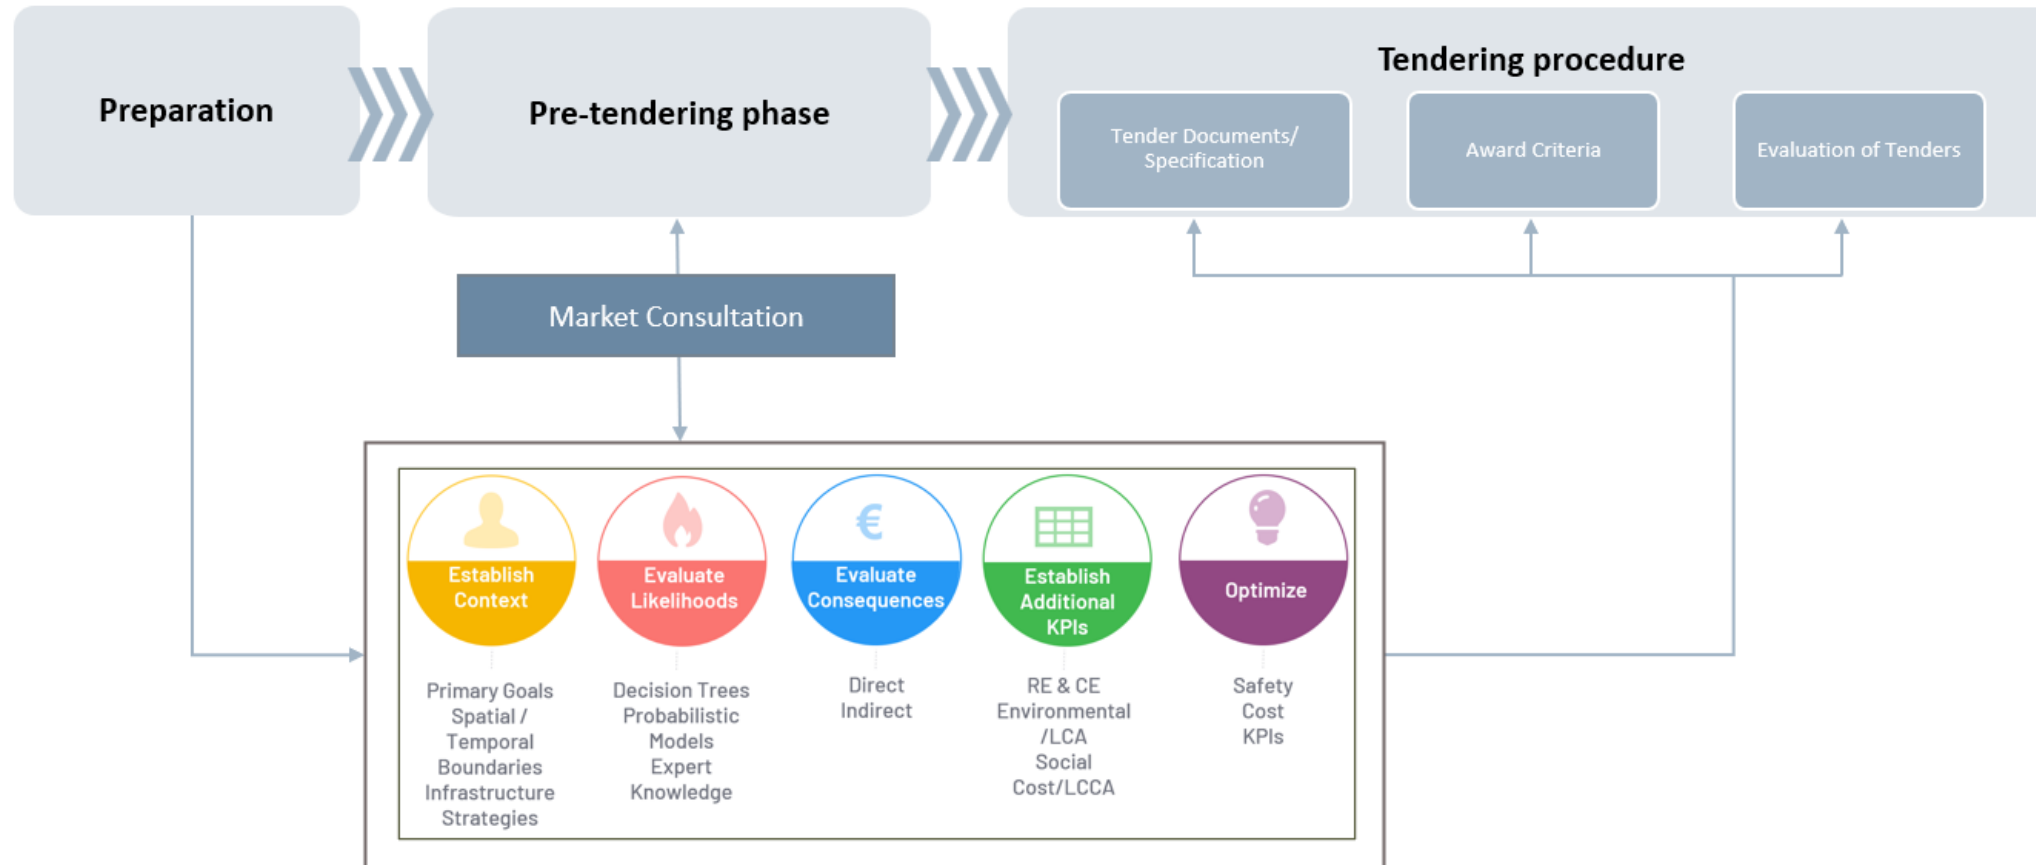 Preparation
Pre-tendering phase
Tendering procedure
Tender Documents/
Specification
Award Criteria
Evaluation of Tenders
Market Consultation
Establish
Context
Primary Goals
Spatial /
Temporal
Boundaries
Infrastructure
Strategies
Evaluate
Likelihoods
Decision Trees
Probabilistic
Models
Expert
Knowledge
€
Evaluate
Consequences
Direct
Indirect
Establish
Additional
KPIs
RE & CE
Environmental
/LCA
Social
Cost/LCCA
Optimize
Safety
Cost
KPIs